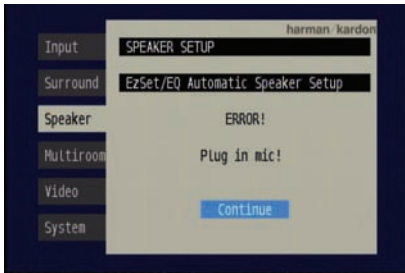 harman/kardon
Input
SPEAKER SETUP
Surround
EzSet/EQ Automatic Speaker Setup
Speaker
ERROR!
Multiroom
Plug in mic!
Video
Continue
System